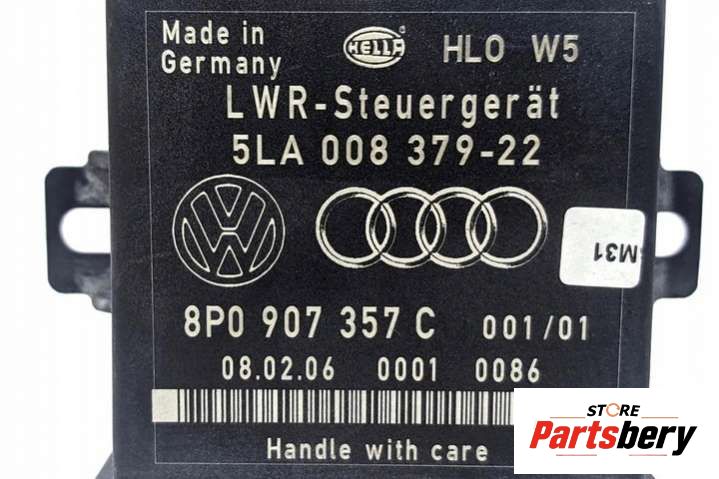 Made in
Germany
HELLA
HLO W5
LWR-Steuergerät
5LA 008 379-22
VW
M31
8P0 907 357 C 001/01
08.02.06 0001 0086
Handle with care
STORE
Partsbery